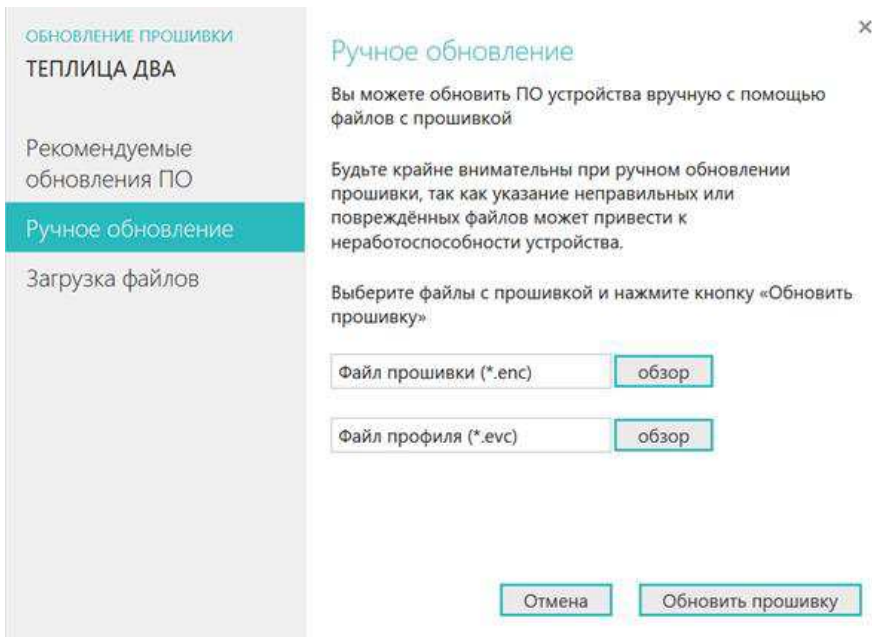 ОБНОВЛЕНИЕ ПРОШИВКИ
ТЕПЛИЦА ДВА
Рекомендуемые
обновления ПО
Ручное обновление
Загрузка файлов
Ручное обновление
Вы можете обновить ПО устройства вручную с помощью
файлов с прошивкой
Будьте крайне внимательны при ручном обновлении
прошивки, так как указание неправильных или
повреждённых файлов может привести к
неработоспособности устройства.
Выберите файлы с прошивкой и нажмите кнопку «Обновить
прошивку»
Файл прошивки (*.enc) обзор
Файл профиля (*.evc) обзор
Отмена Обновить прошивку